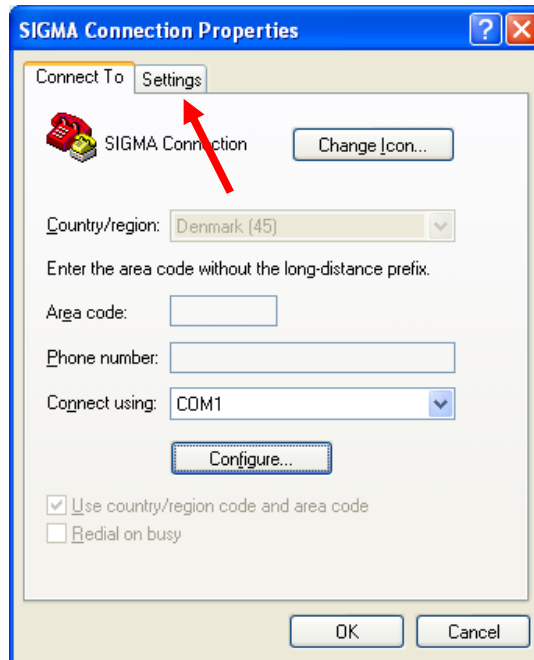 SIGMA Connection Properties
Connect To Settings
SIGMA Connection Change Icon...
Country/region: Denmark (45)
Enter the area code without the long-distance prefix.
Area code:
Phone number:
Connect using: COM1
Configure...
Use country/region code and area code
Redial on busy
OK Cancel